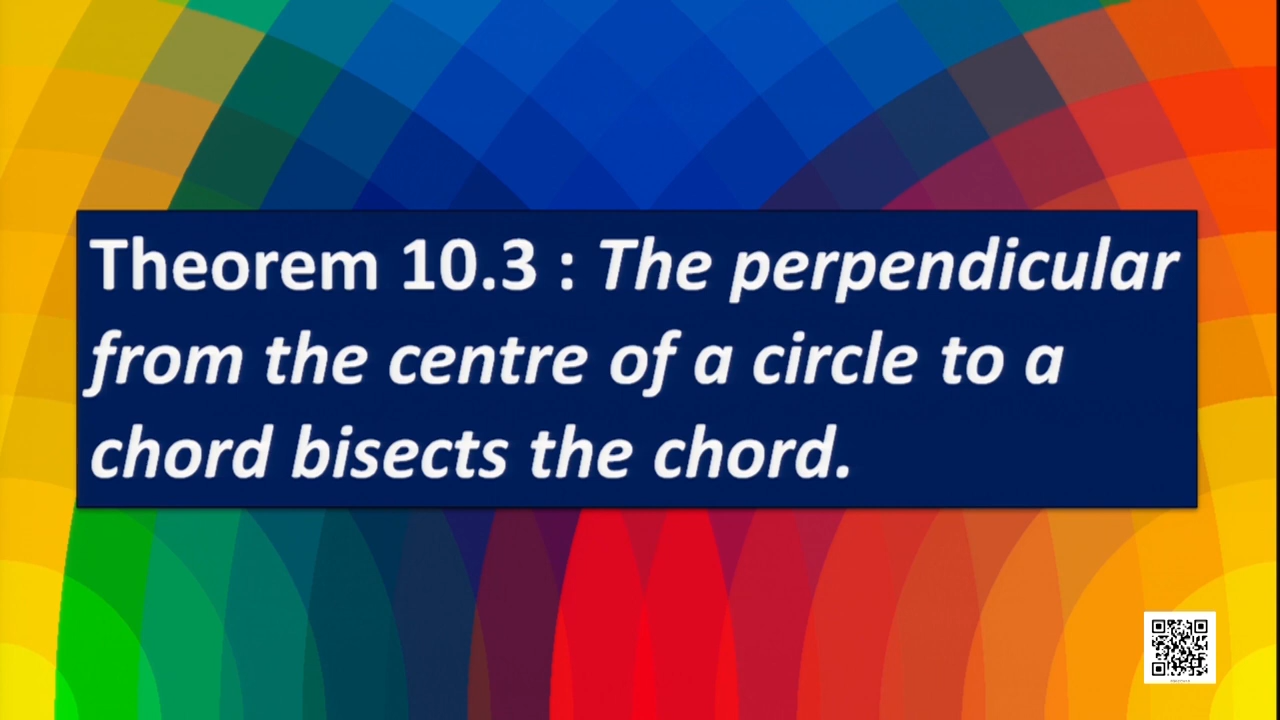 Theorem 10.3 : The perpendicular
from the centre of a circle to a
chord bisects the chord.